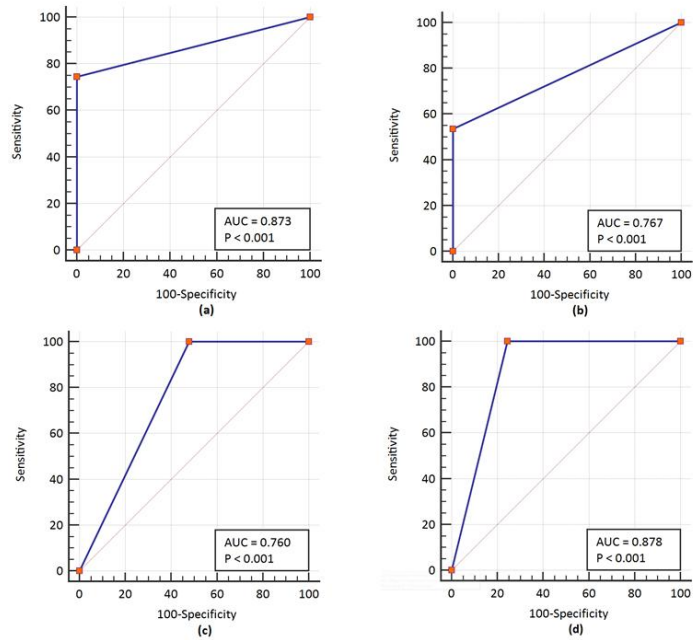 100
80
60
40
20
0
Sensitivity
AUC = 0.873
P < 0.001
0 20 40 60 80 100
100-Specificity
(a)
100
80
60
40
20
0
Sensitivity
AUC = 0.767
P < 0.001
0 20 40 60 80 100
100-Specificity
(b)
100
80
60
40
20
0
Sensitivity
AUC = 0.760
P < 0.001
0 20 40 60 80 100
100-Specificity
(c)
100
80
60
40
20
0
Sensitivity
AUC = 0.878
P < 0.001
0 20 40 60 80 100
100-Specificity
(d)